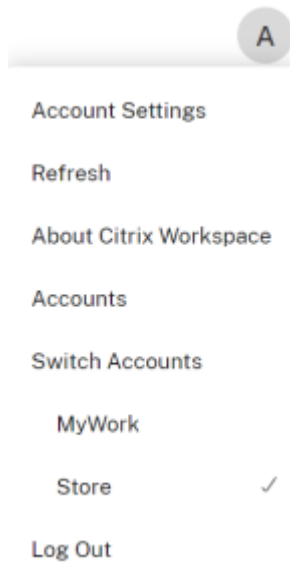 A
Account Settings
Refresh
About Citrix Workspace
Accounts
Switch Accounts
MyWork
Store
Log Out